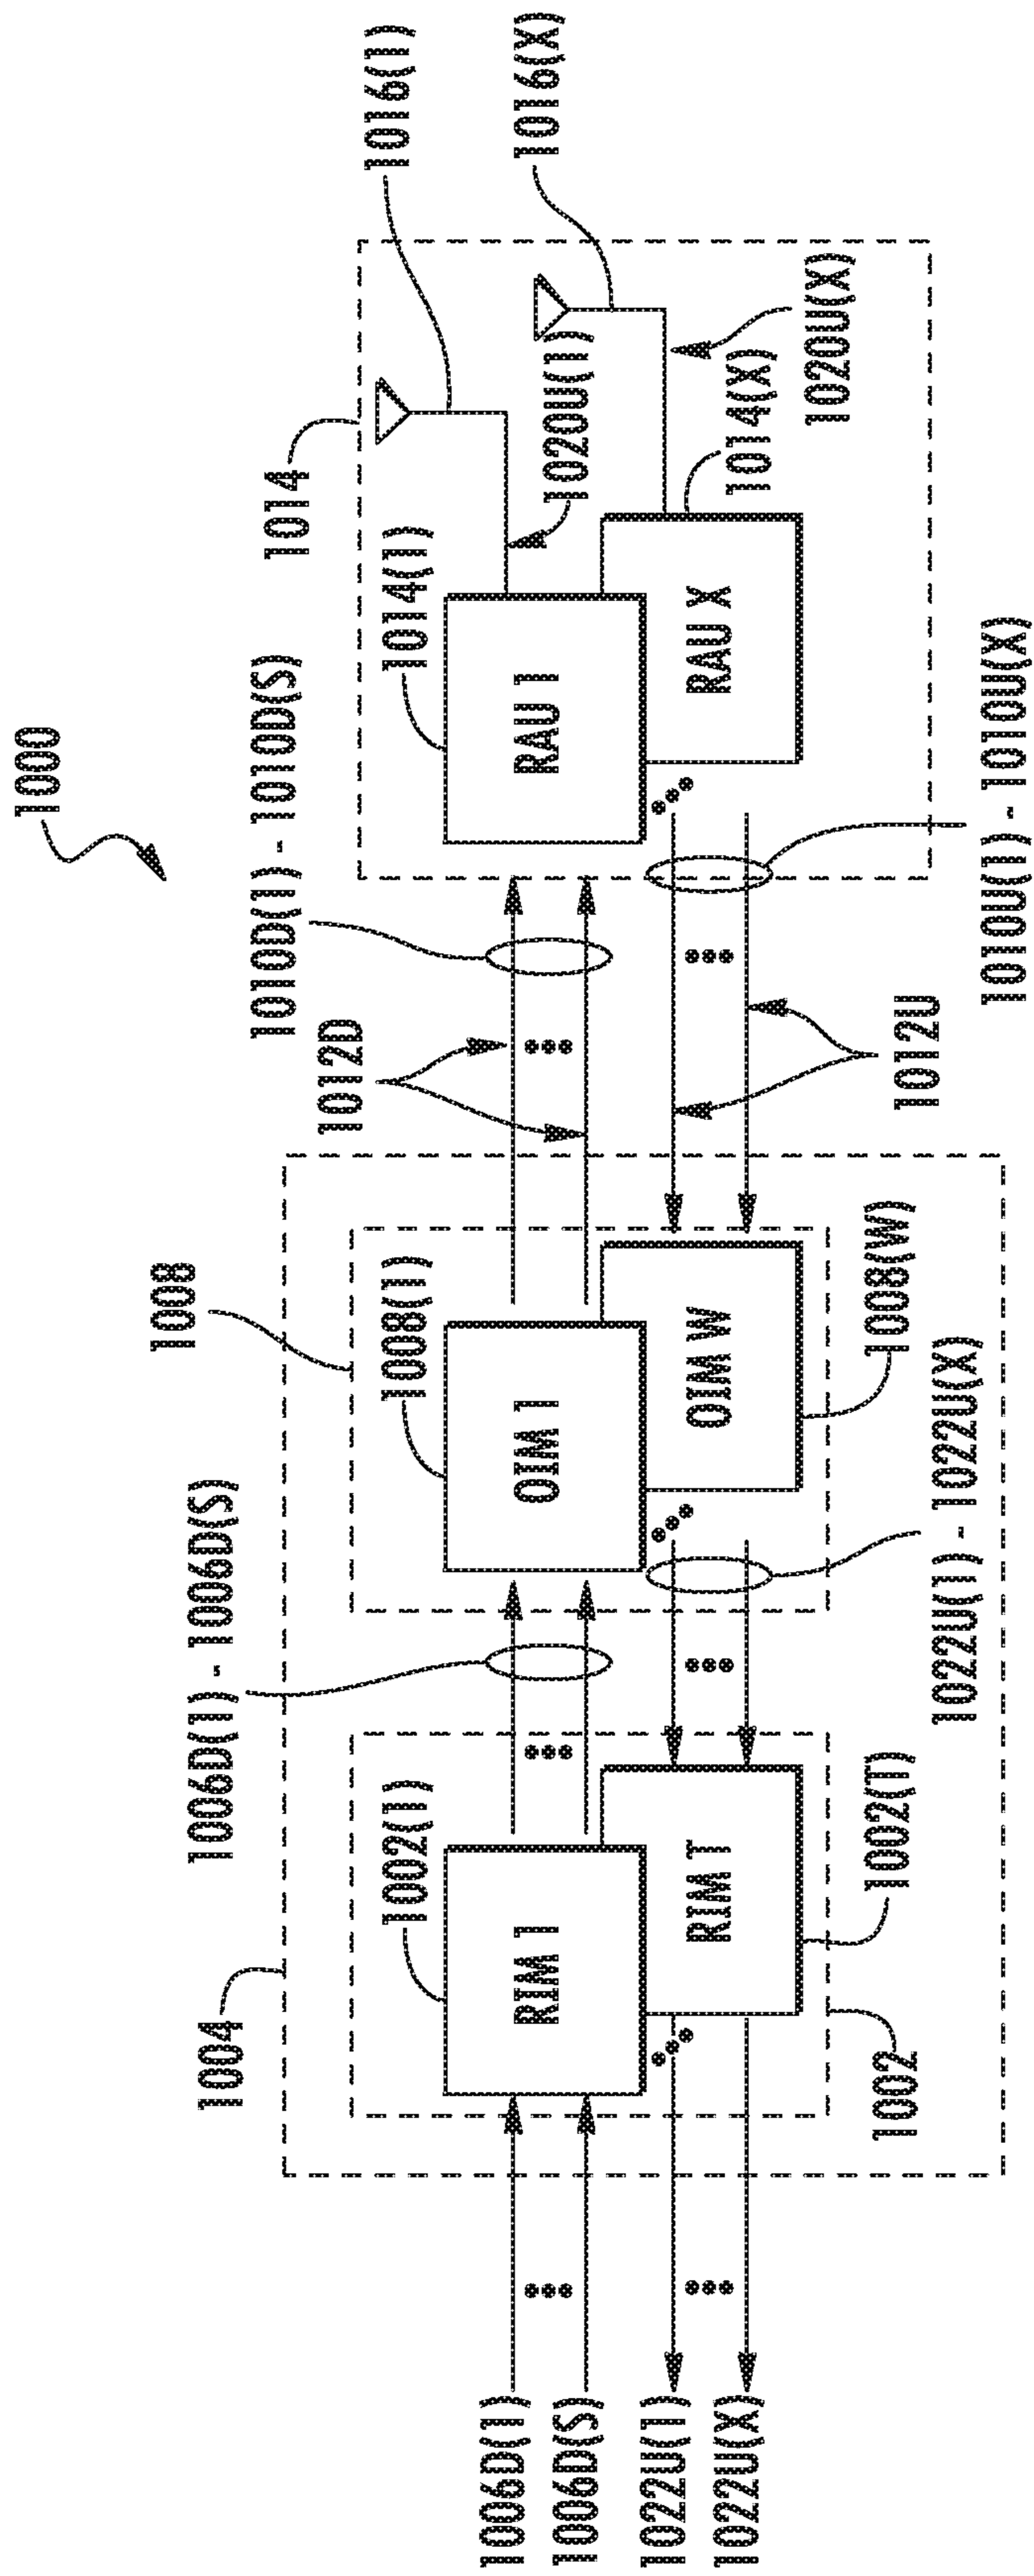 1000
1004
1006D(1) - 1006D(S)
1008
1012D
1010D(1) - 1010D(S)
1014
1016(1)
1016(X)
1002(1)
1008(1)
1014(1)
1020U(1)
RIM 1
OIM 1
RAU 1
1006D(1)
1006D(S)
1022U(1)
1022U(X)
RIM T
OIM W
RAU X
1014(X)
1020U(X)
1002
1002(T)
1008(W)
1012U
1022U(1) - 1022U(X)
1010U(1) - 1010U(X)